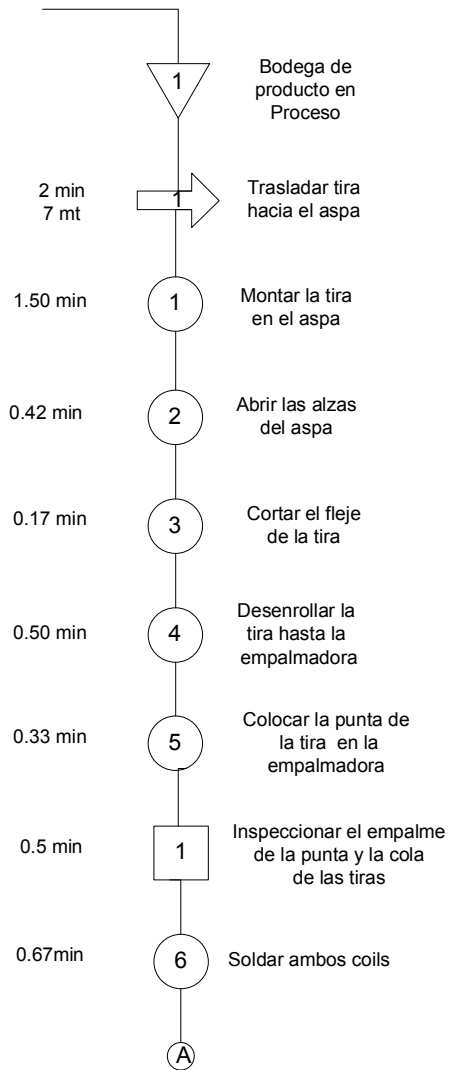 1
Bodega de
producto en
Proceso
2 min
7 mt
1
Trasladar tira
hacia el aspa
1.50 min
1
Montar la tira
en el aspa
0.42 min
2
Abrir las alzas
del aspa
0.17 min
3
Cortar el fleje
de la tira
0.50 min
4
Desenrollar la
tira hasta la
empalmadora
0.33 min
5
Colocar la punta de
la tira en la
empalmadora
0.5 min
1
Inspeccionar el empalme
de la punta y la cola
de las tiras
0.67min
6
Soldar ambos coils
A